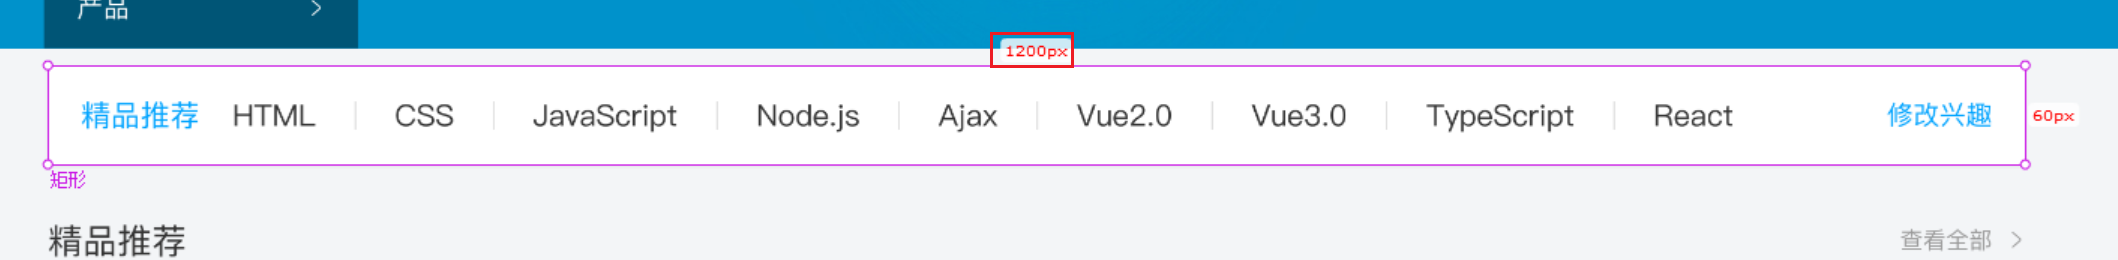 产品 >
1200px
精品推荐 HTML CSS JavaScript Node.js Ajax Vue2.0 Vue3.0 TypeScript React 修改兴趣 60px
矩形
精品推荐 查看全部 >